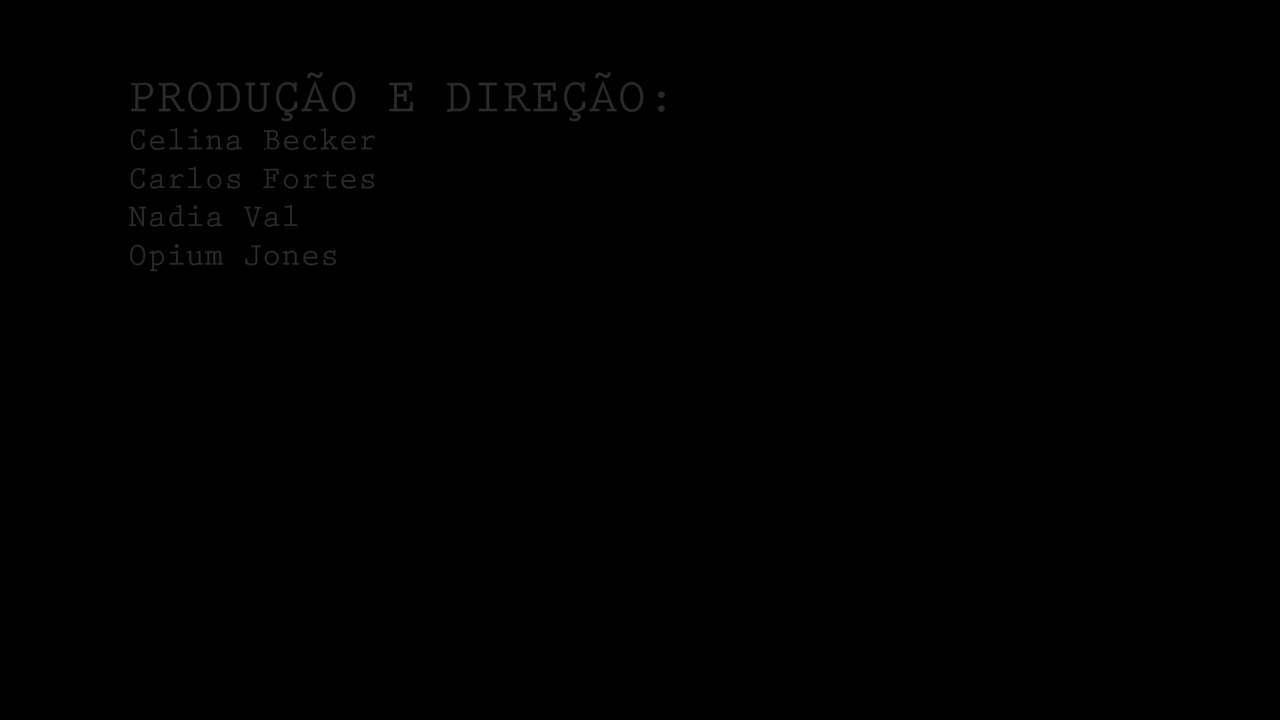 PRODUÇÃO E DIREÇÃO:
Celina Becker
Carlos Fortes
Nadia Val
Opium Jones